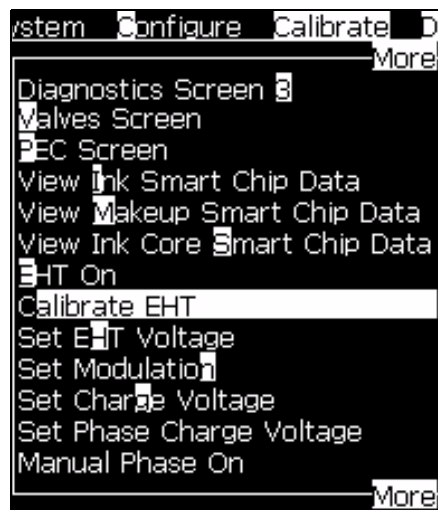 ystem Configure Calibrate D
More
Diagnostics Screen 3
Valves Screen
PEC Screen
View Ink Smart Chip Data
View Makeup Smart Chip Data
View Ink Core Smart Chip Data
EHT On
Calibrate EHT
Set EHT Voltage
Set Modulation
Set Charge Voltage
Set Phase Charge Voltage
Manual Phase On
More